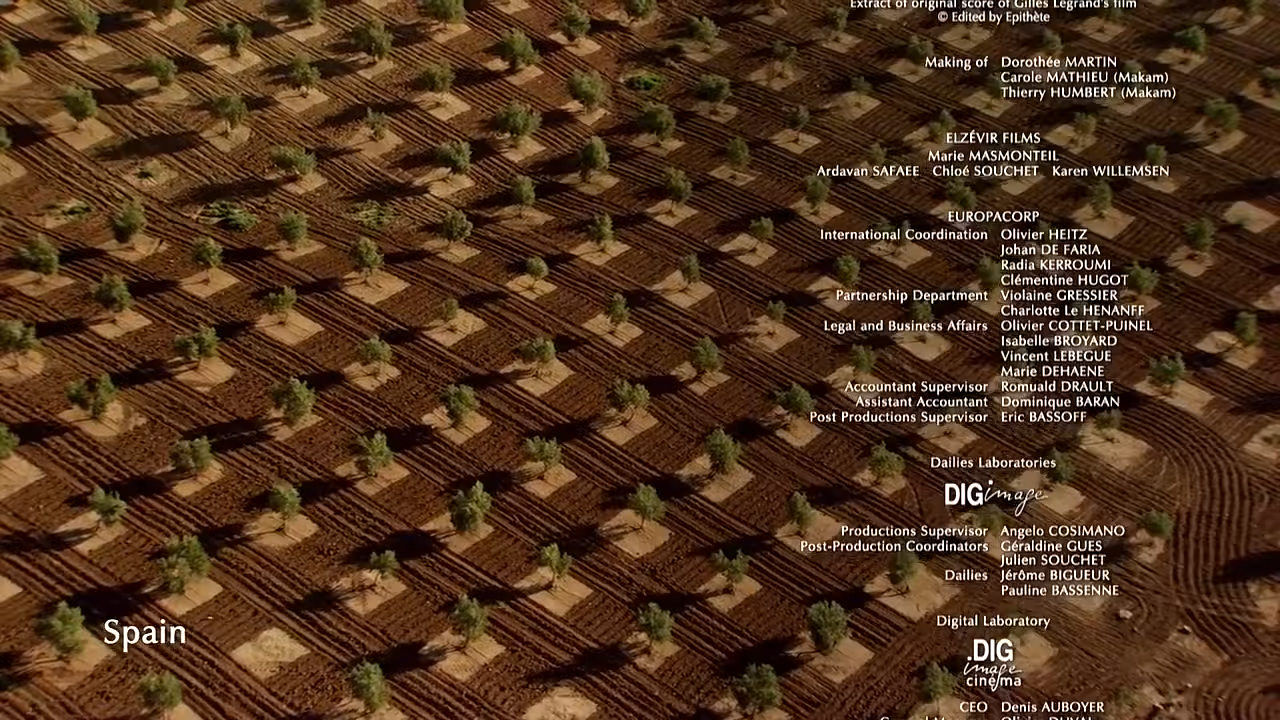 Extract of original score of Gilles Legrand's film
© Edited by Epithète
Making of Dorothée MARTIN
Carole MATHIEU (Makam)
Thierry HUMBERT (Makam)
ELZÉVIR FILMS
Marie MASMONTEIL
Ardavan SAFAEE Chloé SOUCHET Karen WILLEMSEN
EUROPACORP
International Coordination Olivier HEITZ
Johan DE FARIA
Radia KERROUMI
Clémentine HUGOT
Partnership Department Violaine GRESSIER
Charlotte Le HENANFF
Legal and Business Affairs Olivier COTTET-PUINEL
Isabelle BROYARD
Vincent LEBEGUE
Marie DEHAENE
Accountant Supervisor Romuald DRAULT
Assistant Accountant Dominique BARAN
Post Productions Supervisor Eric BASSOFF
Dailies Laboratories
DIGimage
Productions Supervisor Angelo COSIMANO
Post-Production Coordinators Géraldine GUES
Julien SOUCHET
Dailies Jérôme BIGUEUR
Pauline BASSENNE
Digital Laboratory
.DIG
image
cinéma
Spain
CEO Denis AUBOYER